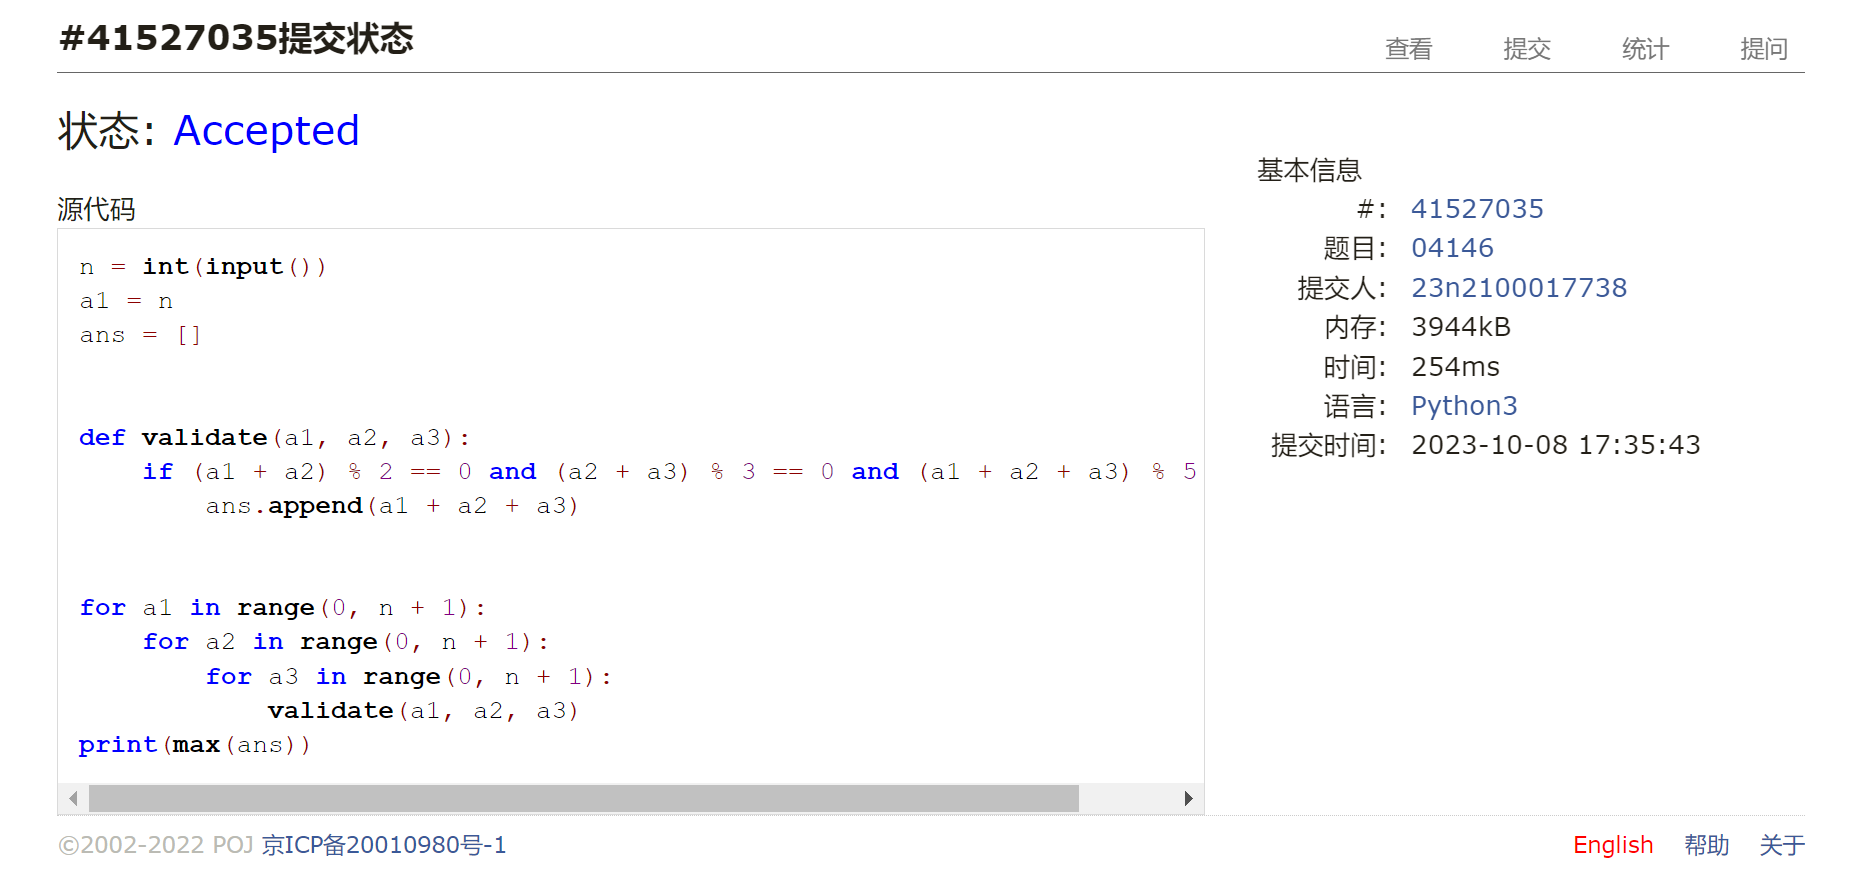 #41527035提交状态
查看 提交 统计 提问
状态: Accepted
源代码
n = int(input())
a1 = n
ans = []
def validate(a1, a2, a3):
    if (a1 + a2) % 2 == 0 and (a2 + a3) % 3 == 0 and (a1 + a2 + a3) % 5
        ans.append(a1 + a2 + a3)
for a1 in range(0, n + 1):
    for a2 in range(0, n + 1):
        for a3 in range(0, n + 1):
            validate(a1, a2, a3)
print(max(ans))
基本信息
#: 41527035
题目: 04146
提交人: 23n2100017738
内存: 3944kB
时间: 254ms
语言: Python3
提交时间: 2023-10-08 17:35:43
©2002-2022 POJ 京ICP备20010980号-1
English 帮助 关于